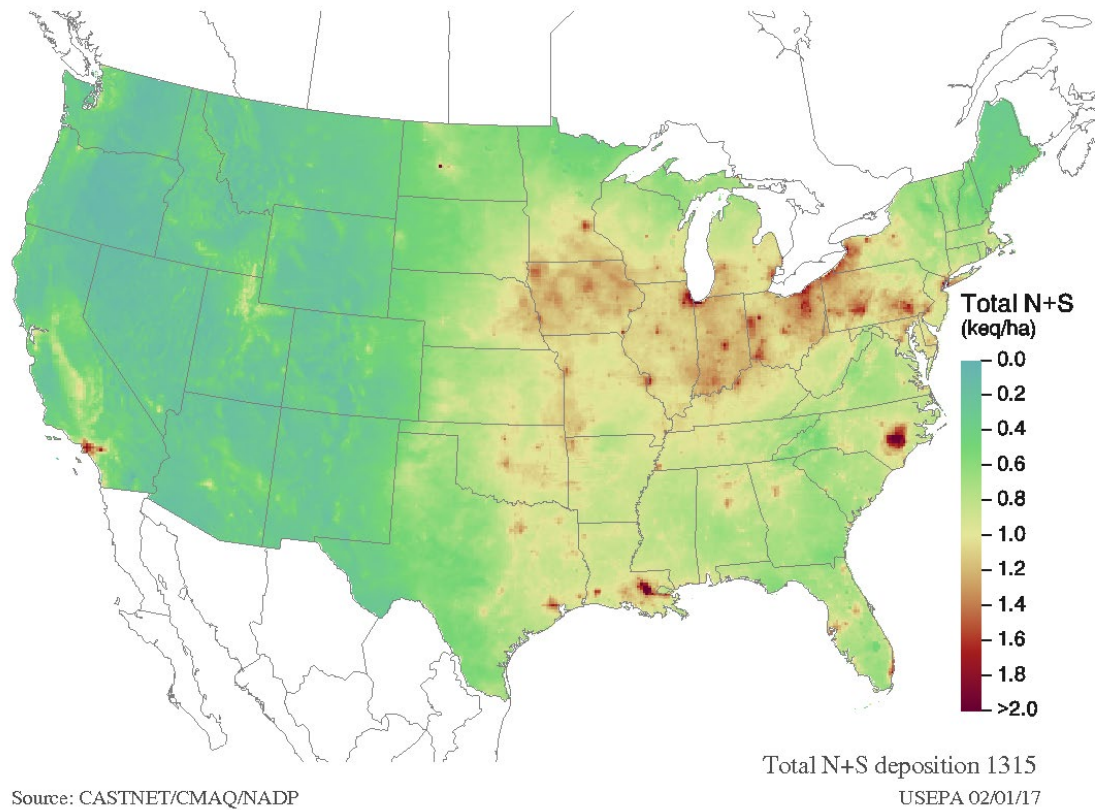 Total N+S
(keq/ha)
0.0
0.2
0.4
0.6
0.8
1.0
1.2
1.4
1.6
1.8
>2.0
Total N+S deposition 1315
Source: CASTNET/CMAQ/NADP
USEPA 02/01/17